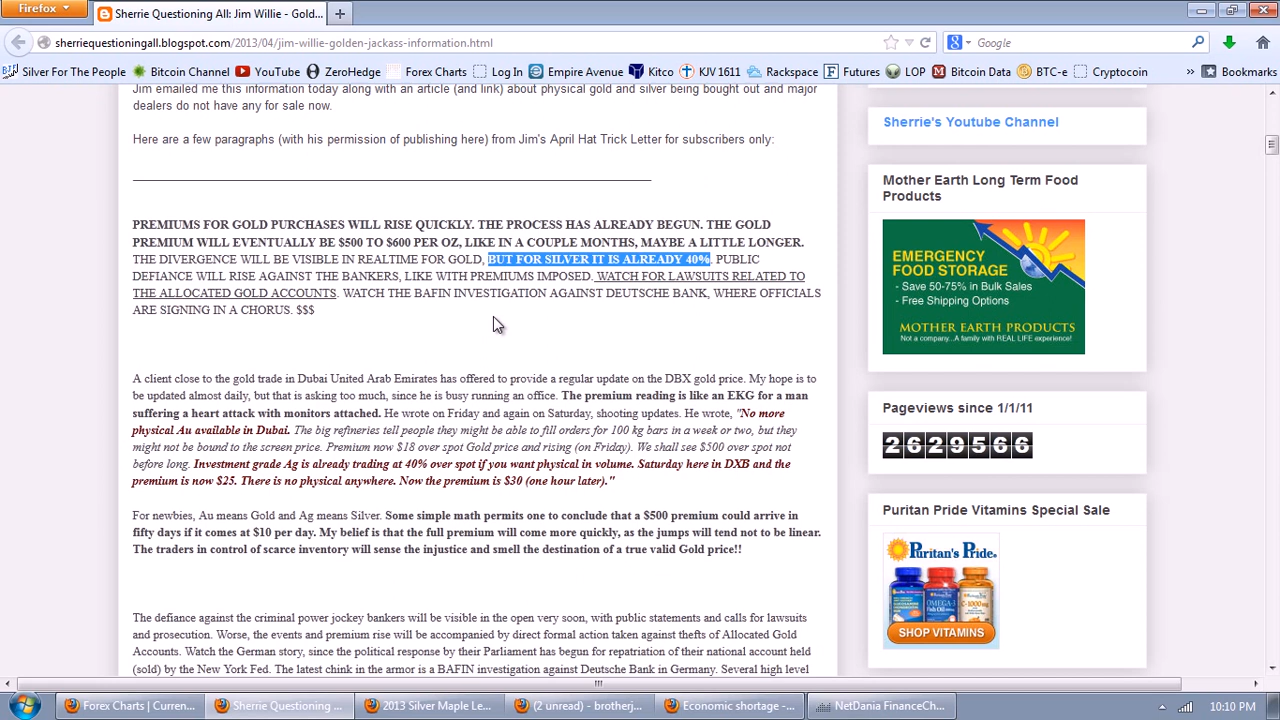 Firefox
Sherrie Questioning All: Jim Willie - Gold...
sherriequestioningall.blogspot.com/2013/04/jim-willie-golden-jackass-information.html
Google
Silver For The People
Bitcoin Channel
YouTube
ZeroHedge
Forex Charts
Log In
Empire Avenue
Kitco
KJV 1611
Rackspace
Futures
LOP
Bitcoin Data
BTC-e
Cryptocoin
»
Bookmarks
Jim emailed me this information today along with an article (and link) about physical gold and silver being bought out and major
dealers do not have any for sale now.
Here are a few paragraphs (with his permission of publishing here) from Jim's April Hat Trick Letter for subscribers only:
PREMIUMS FOR GOLD PURCHASES WILL RISE QUICKLY. THE PROCESS HAS ALREADY BEGUN. THE GOLD
PREMIUM WILL EVENTUALLY BE $500 TO $600 PER OZ, LIKE IN A COUPLE MONTHS, MAYBE A LITTLE LONGER.
THE DIVERGENCE WILL BE VISIBLE IN REALTIME FOR GOLD, BUT FOR SILVER IT IS ALREADY 40%. PUBLIC
DEFIANCE WILL RISE AGAINST THE BANKERS, LIKE WITH PREMIUMS IMPOSED. WATCH FOR LAWSUITS RELATED TO
THE ALLOCATED GOLD ACCOUNTS. WATCH THE BAFIN INVESTIGATION AGAINST DEUTSCHE BANK, WHERE OFFICIALS
ARE SIGNING IN A CHORUS. $$$
A client close to the gold trade in Dubai United Arab Emirates has offered to provide a regular update on the DBX gold price. My hope is to
be updated almost daily, but that is asking too much, since he is busy running an office. The premium reading is like an EKG for a man
suffering a heart attack with monitors attached. He wrote on Friday and again on Saturday, shooting updates. He wrote, "No more
physical Au available in Dubai. The big refineries tell people they might be able to fill orders for 100 kg bars in a week or two, but they
might not be bound to the screen price. Premium now $18 over spot Gold price and rising (on Friday). We shall see $500 over spot not
before long. Investment grade Ag is already trading at 40% over spot if you want physical in volume. Saturday here in DXB and the
premium is now $25. There is no physical anywhere. Now the premium is $30 (one hour later)."
For newbies, Au means Gold and Ag means Silver. Some simple math permits one to conclude that a $500 premium could arrive in
fifty days if it comes at $10 per day. My belief is that the full premium will come more quickly, as the jumps will tend not to be linear.
The traders in control of scarce inventory will sense the injustice and smell the destination of a true valid Gold price!!
The defiance against the criminal power jockey bankers will be visible in the open very soon, with public statements and calls for lawsuits
and prosecution. Worse, the events and premium rise will be accompanied by direct formal action taken against thefts of Allocated Gold
Accounts. Watch the German story, since the political response by their Parliament has begun for repatriation of their national account held
(sold) by the New York Fed. The latest chink in the armor is a BAFIN investigation against Deutsche Bank in Germany. Several high level
Sherrie's Youtube Channel
Mother Earth Long Term Food
Products
EMERGENCY
FOOD STORAGE
- Save 50-75% in Bulk Sales
- Free Shipping Options
MOTHER EARTH PRODUCTS
Not a company...A family with REAL LIFE experience!
Pageviews since 1/1/11
2629566
Puritan Pride Vitamins Special Sale
Puritan's Pride.
SHOP VITAMINS
Forex Charts | Curren...
Sherrie Questioning ...
2013 Silver Maple Le...
(2 unread) - brotherj...
Economic shortage -...
NetDania FinanceCh...
10:10 PM